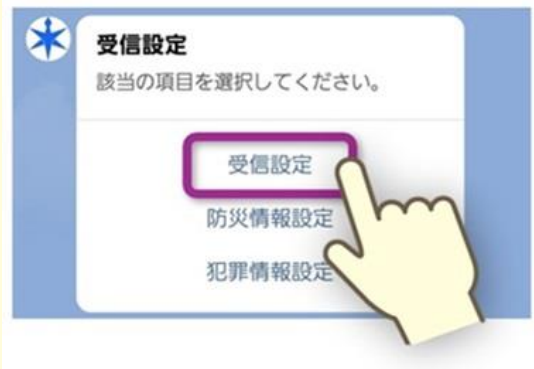 受信設定
該当の項目を選択してください。
受信設定
防災情報設定
犯罪情報設定